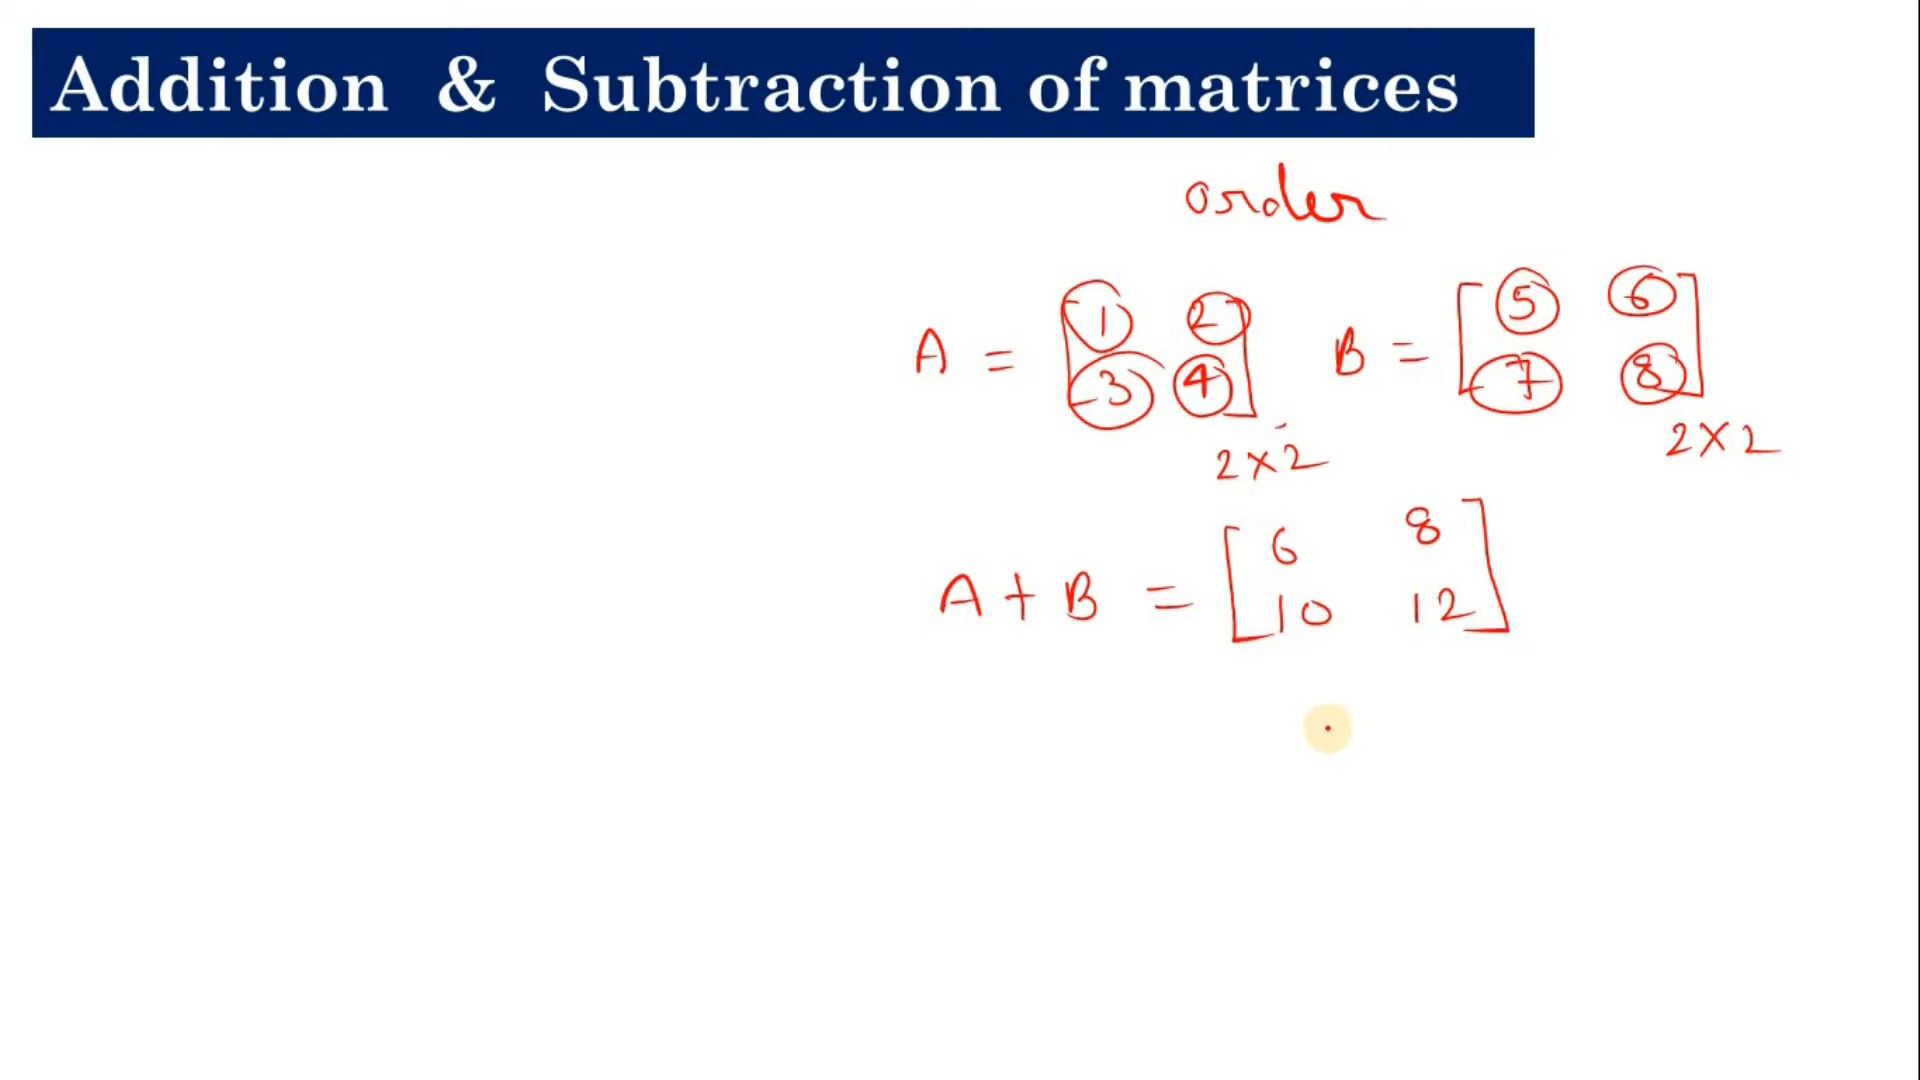 Addition & Subtraction of matrices
order
A = [1 2
3 4] 2×2
B = [5 6
7 8] 2×2
A + B = [6 8
10 12]